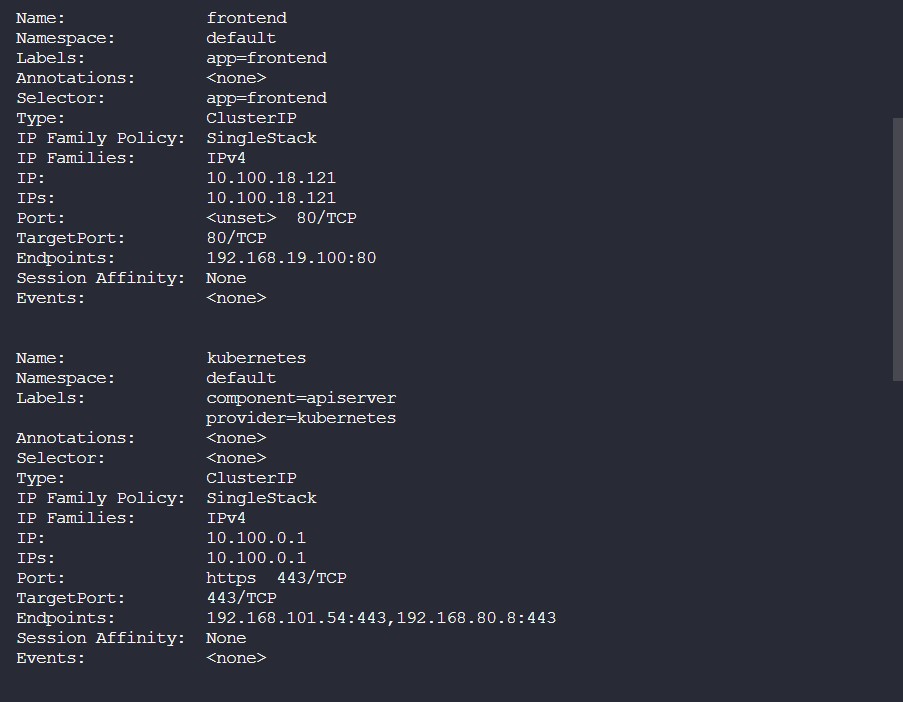 Name:              frontend
Namespace:         default
Labels:            app=frontend
Annotations:       <none>
Selector:          app=frontend
Type:              ClusterIP
IP Family Policy:  SingleStack
IP Families:       IPv4
IP:                10.100.18.121
IPs:               10.100.18.121
Port:              <unset>  80/TCP
TargetPort:        80/TCP
Endpoints:         192.168.19.100:80
Session Affinity:  None
Events:            <none>

Name:              kubernetes
Namespace:         default
Labels:            component=apiserver
                   provider=kubernetes
Annotations:       <none>
Selector:          <none>
Type:              ClusterIP
IP Family Policy:  SingleStack
IP Families:       IPv4
IP:                10.100.0.1
IPs:               10.100.0.1
Port:              https  443/TCP
TargetPort:        443/TCP
Endpoints:         192.168.101.54:443,192.168.80.8:443
Session Affinity:  None
Events:            <none>